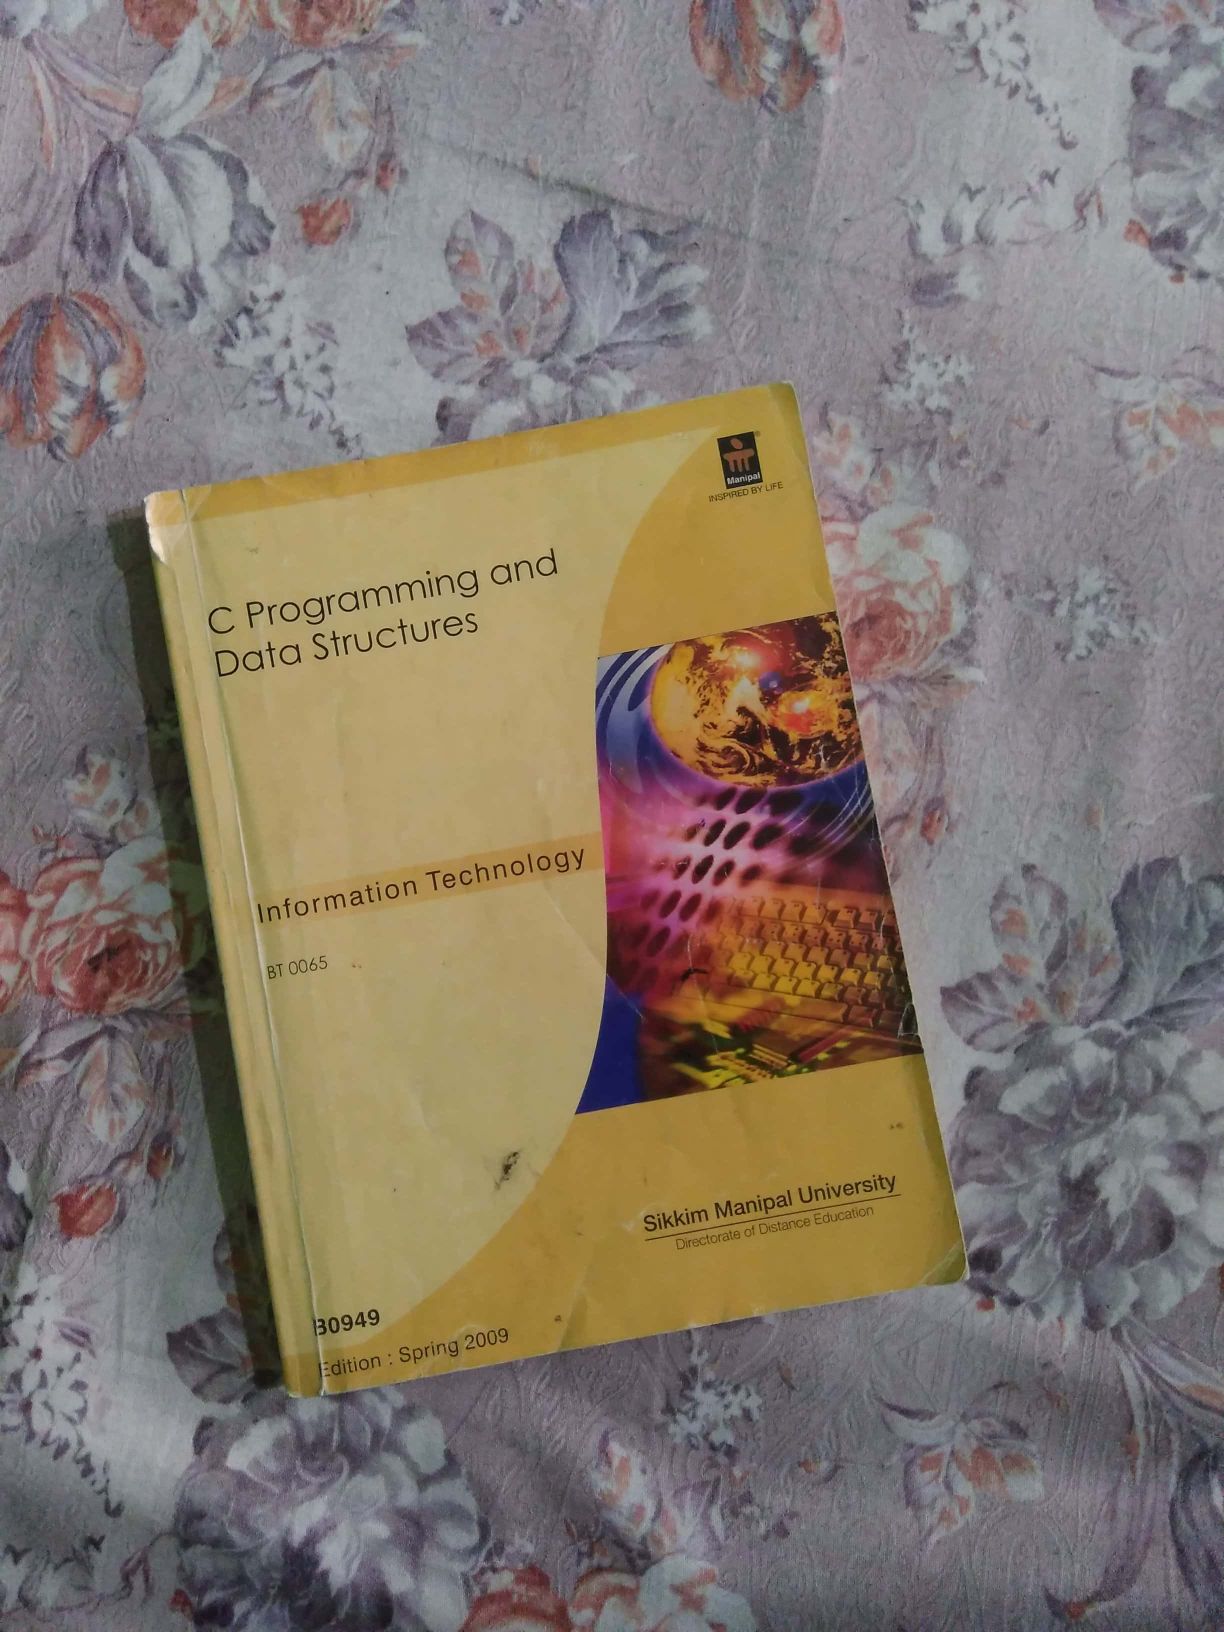 Manipal
INSPIRED BY LIFE
C Programming and
Data Structures
Information Technology
BT 0065
Sikkim Manipal University
Directorate of Distance Education
B0949
Edition : Spring 2009